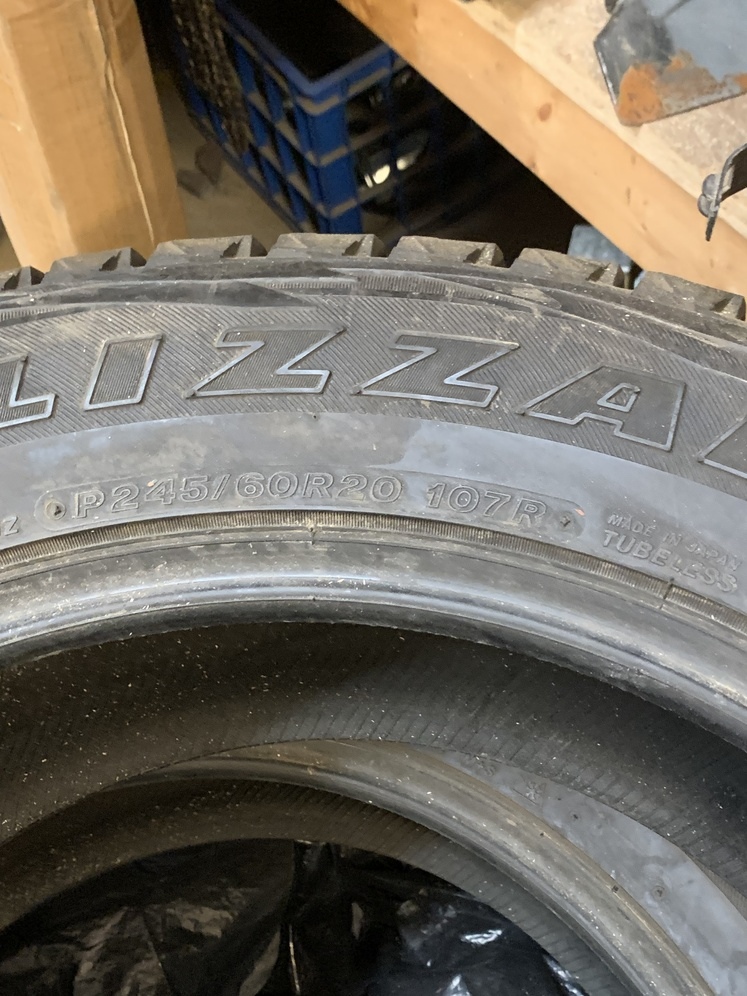 LIZZA
Z
P245/60R20 107R
MADE IN JAPAN
TUBELESS